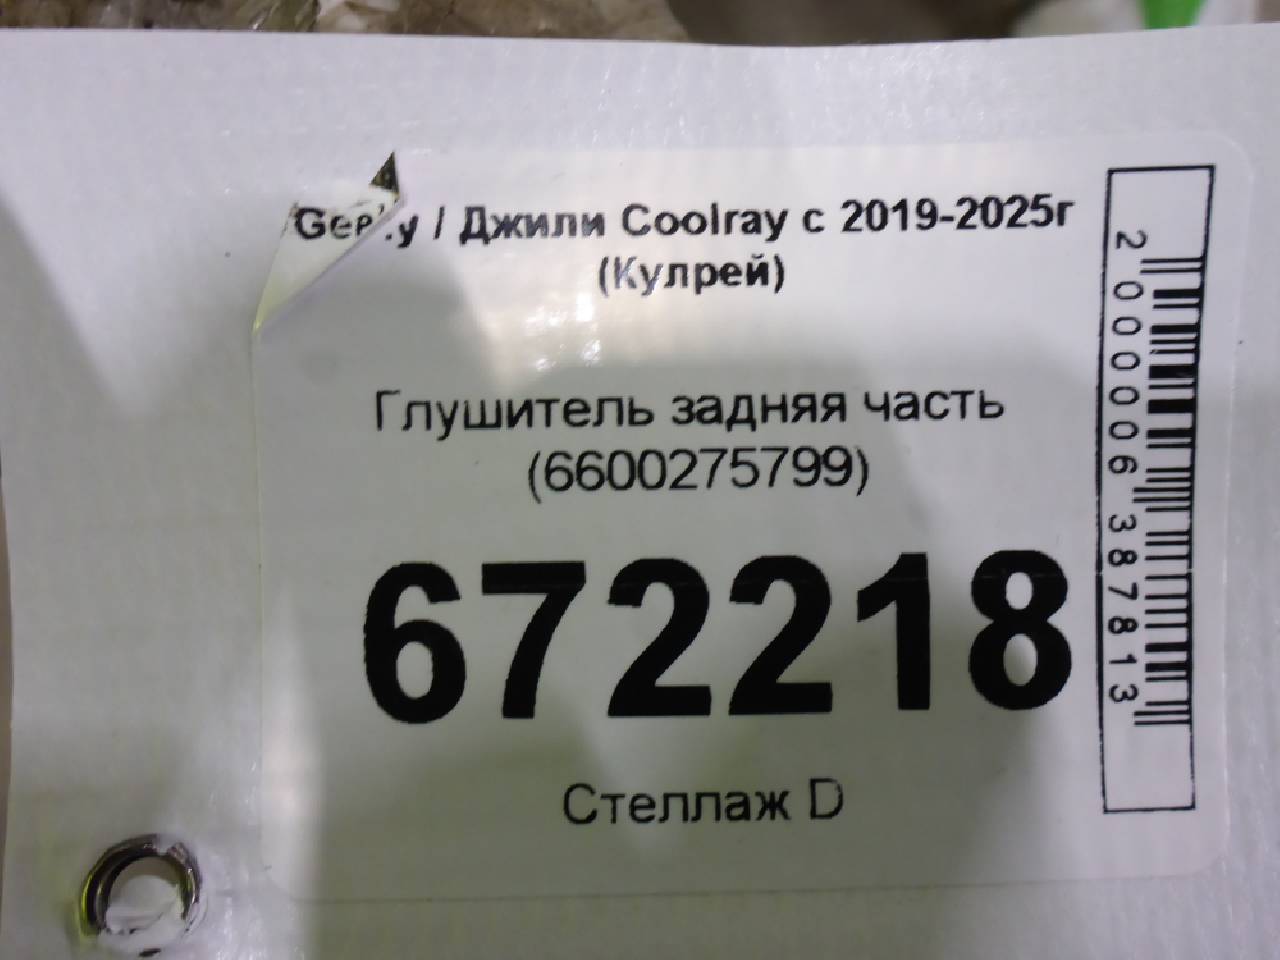 Geely / Джили Coolray с 2019-2025г
(Кулрей)
Глушитель задняя часть
(6600275799)
672218
Стеллаж D
2000006387813